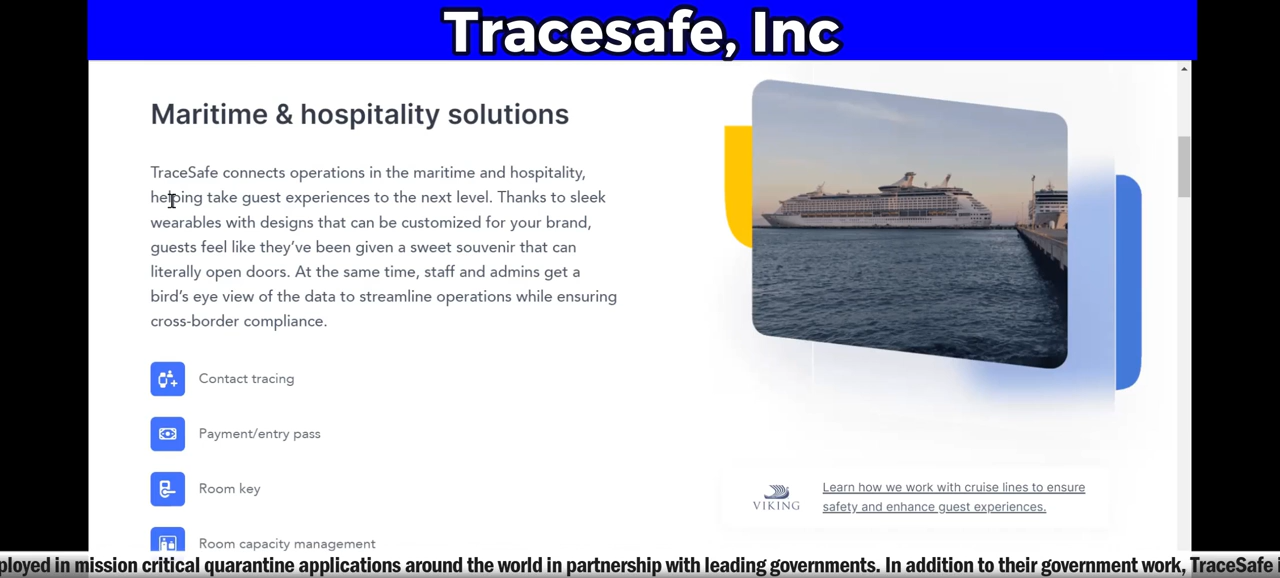 Tracesafe, Inc
Maritime & hospitality solutions
TraceSafe connects operations in the maritime and hospitality,
helping take guest experiences to the next level. Thanks to sleek
wearables with designs that can be customized for your brand,
guests feel like they’ve been given a sweet souvenir that can
literally open doors. At the same time, staff and admins get a
bird’s eye view of the data to streamline operations while ensuring
cross-border compliance.
Contact tracing
Payment/entry pass
Room key
Room capacity management
VIKING
Learn how we work with cruise lines to ensure
safety and enhance guest experiences.
ployed in mission critical quarantine applications around the world in partnership with leading governments. In addition to their government work, TraceSafe